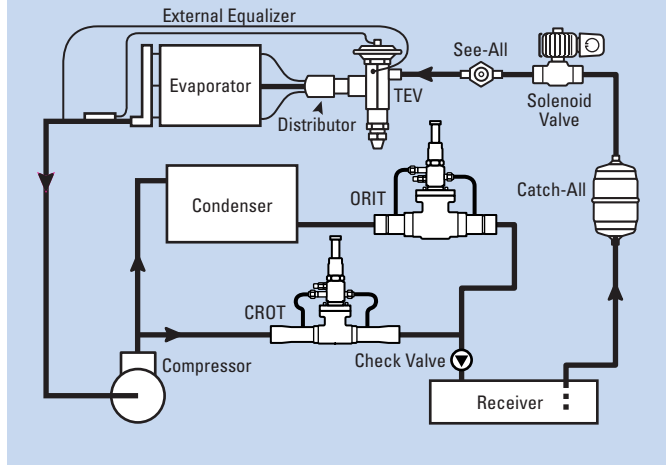 External Equalizer
See-All
Evaporator
TEV
Distributor
Solenoid
Valve
ORIT
Catch-All
Condenser
CROT
Check Valve
Compressor
Receiver